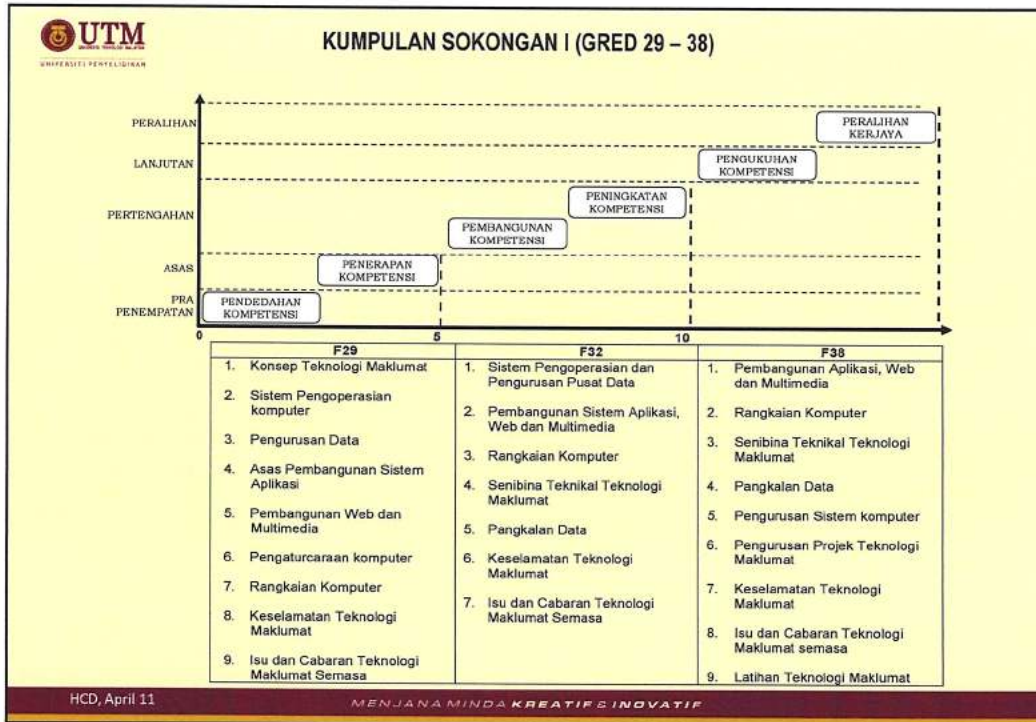 UTM
UNIVERSITI TEKNOLOGI MALAYSIA
UNIVERSITI PENYELIDIKAN
KUMPULAN SOKONGAN I (GRED 29 – 38)
PERALIHAN
PERALIHAN
KERJAYA
LANJUTAN
PENGUKUHAN
KOMPETENSI
PERTENGAHAN
PENINGKATAN
KOMPETENSI
PEMBANGUNAN
KOMPETENSI
ASAS
PENERAPAN
KOMPETENSI
PRA
PENEMPATAN
PENDEDAHAN
KOMPETENSI
0
5
10
F29
1. Konsep Teknologi Maklumat
2. Sistem Pengoperasian
komputer
3. Pengurusan Data
4. Asas Pembangunan Sistem
Aplikasi
5. Pembangunan Web dan
Multimedia
6. Pengaturcaraan komputer
7. Rangkaian Komputer
8. Keselamatan Teknologi
Maklumat
9. Isu dan Cabaran Teknologi
Maklumat Semasa
F32
1. Sistem Pengoperasian dan
Pengurusan Pusat Data
2. Pembangunan Sistem Aplikasi,
Web dan Multimedia
3. Rangkaian Komputer
4. Senibina Teknikal Teknologi
Maklumat
5. Pangkalan Data
6. Keselamatan Teknologi
Maklumat
7. Isu dan Cabaran Teknologi
Maklumat Semasa
F38
1. Pembangunan Aplikasi, Web
dan Multimedia
2. Rangkaian Komputer
3. Senibina Teknikal Teknologi
Maklumat
4. Pangkalan Data
5. Pengurusan Sistem komputer
6. Pengurusan Projek Teknologi
Maklumat
7. Keselamatan Teknologi
Maklumat
8. Isu dan Cabaran Teknologi
Maklumat semasa
9. Latihan Teknologi Maklumat
HCD, April 11
MENJANA MINDA KREATIF & INOVATIF